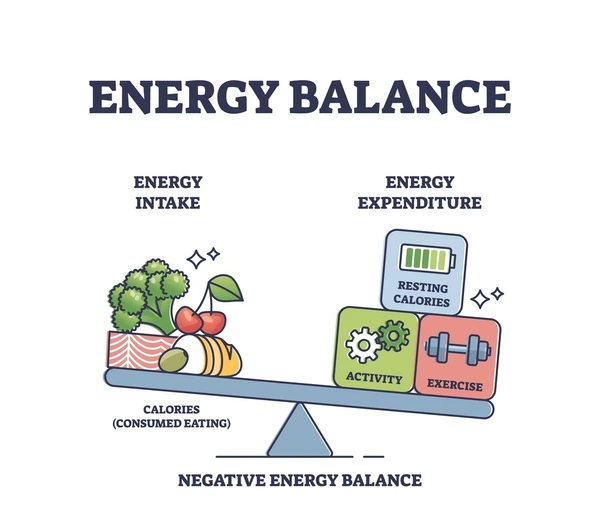 ENERGY BALANCE
ENERGY
INTAKE
ENERGY
EXPENDITURE
RESTING
CALORIES
ACTIVITY
EXERCISE
CALORIES
(CONSUMED EATING)
NEGATIVE ENERGY BALANCE